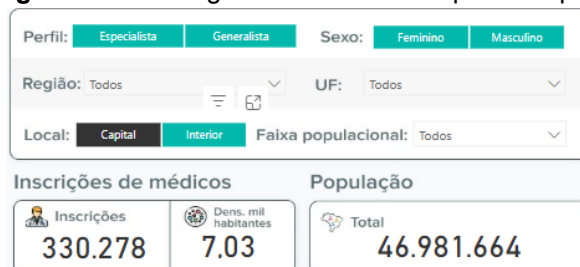 Perfil: Especialista Generalista Sexo: Feminino Masculino
Região: Todos UF: Todos
Local: Capital Interior Faixa populacional: Todos
Inscrições de médicos População
Inscrições Dens. mil habitantes Total
330.278 7,03 46.981.664